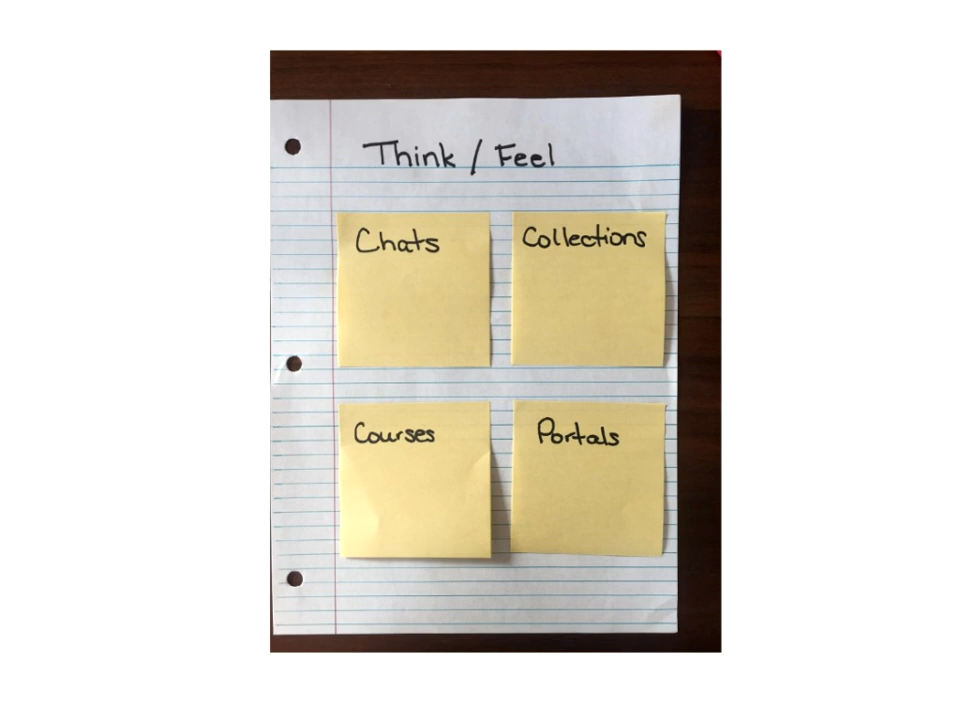 Think / Feel
Chats
Collections
Courses
Portals